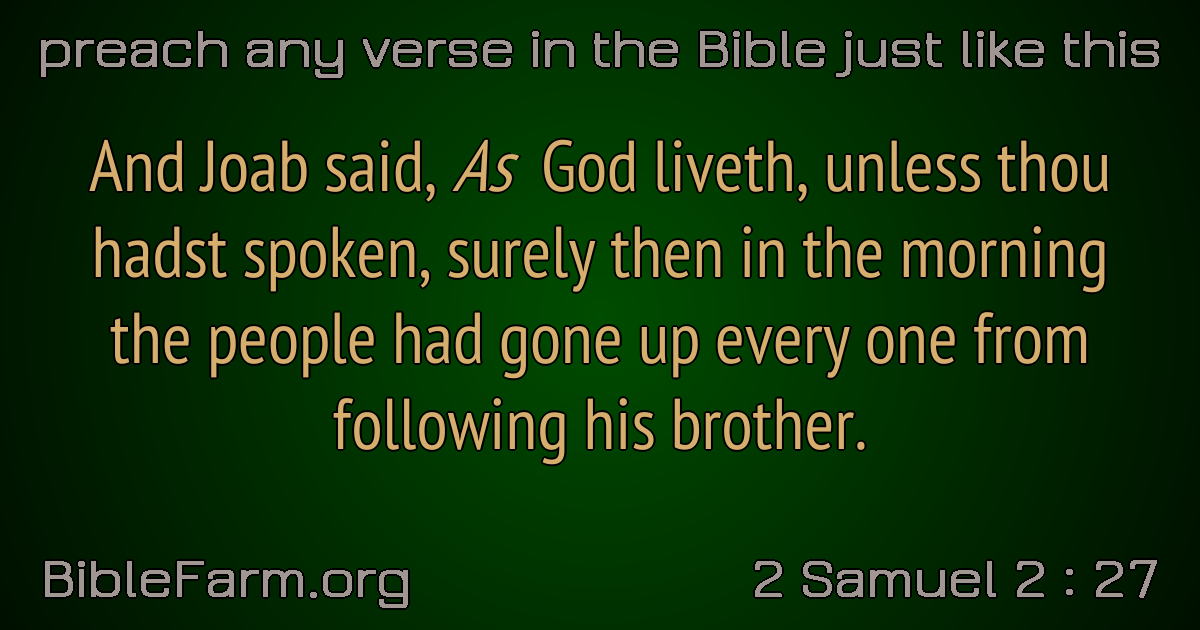 preach any verse in the Bible just like this
And Joab said, As God liveth, unless thou
hadst spoken, surely then in the morning
the people had gone up every one from
following his brother.
BibleFarm.org
2 Samuel 2 : 27